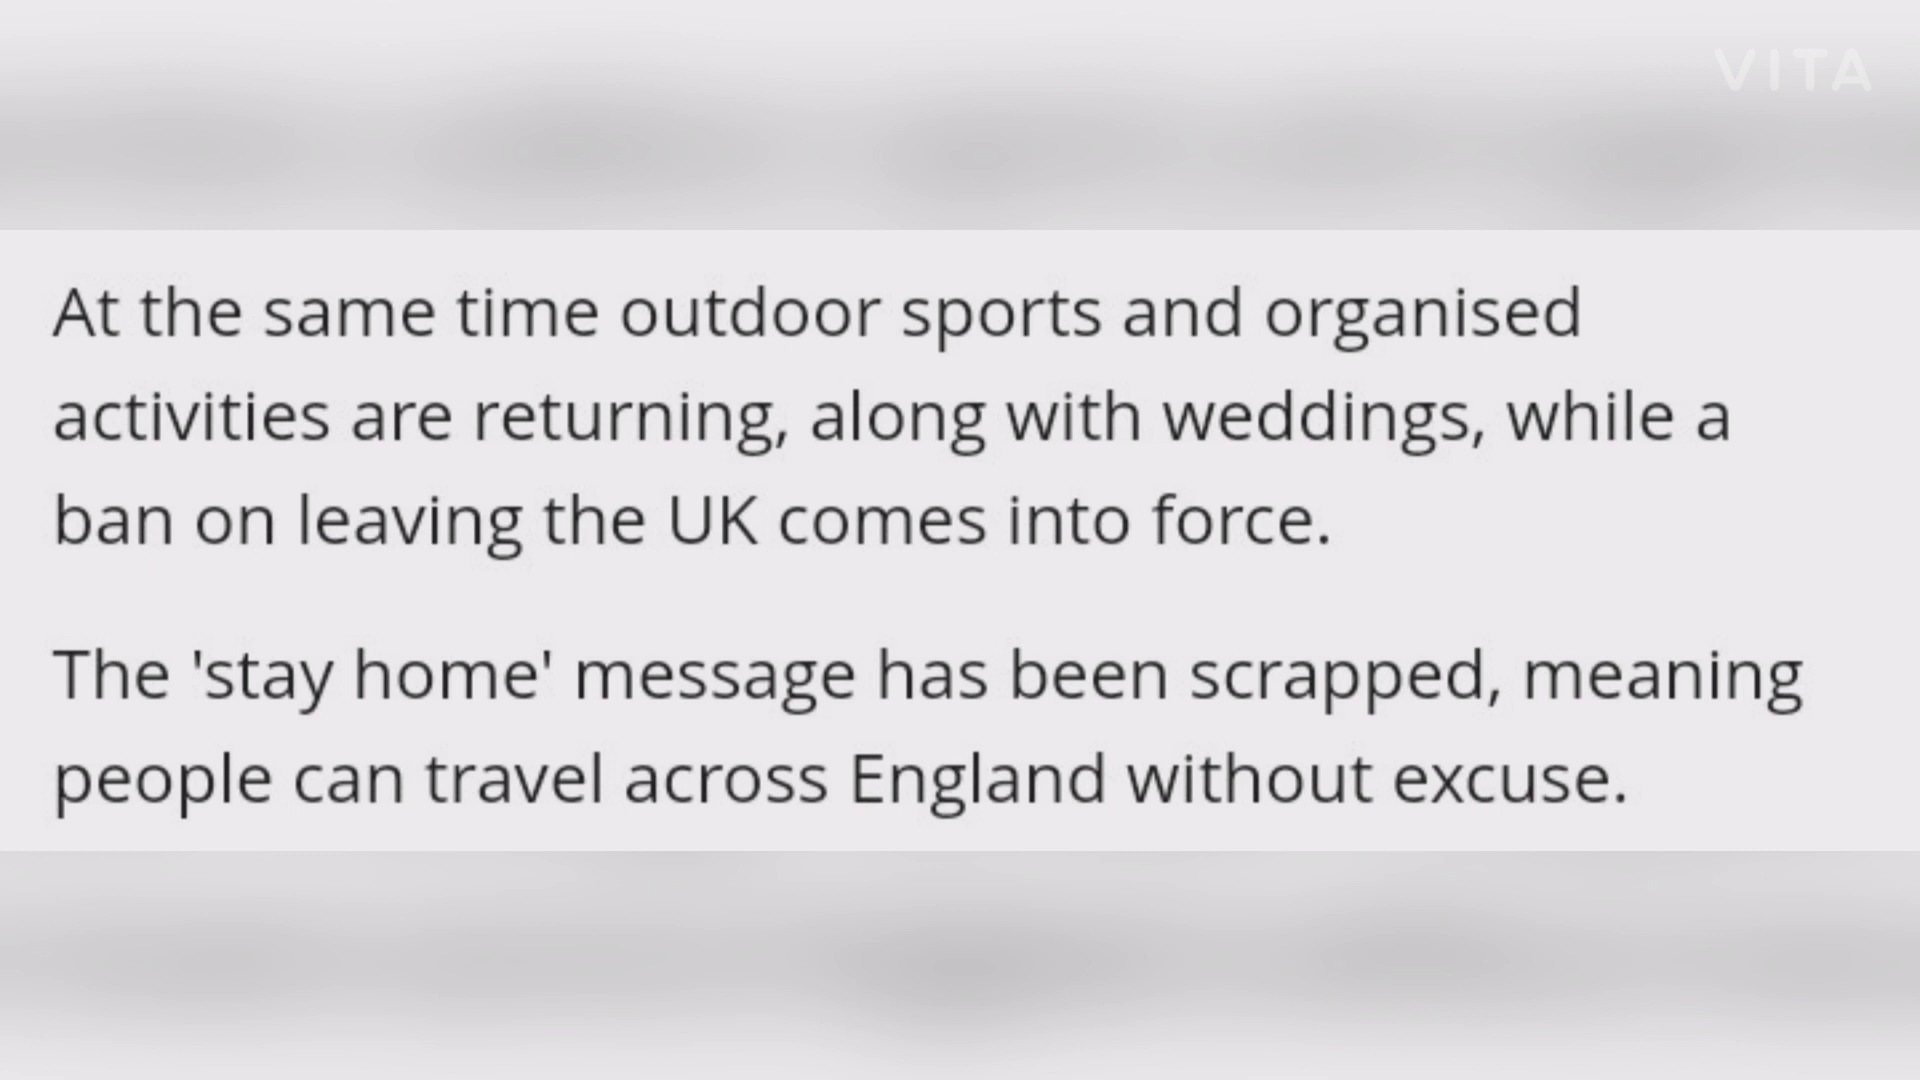 VITA
At the same time outdoor sports and organised
activities are returning, along with weddings, while a
ban on leaving the UK comes into force.
The 'stay home' message has been scrapped, meaning
people can travel across England without excuse.